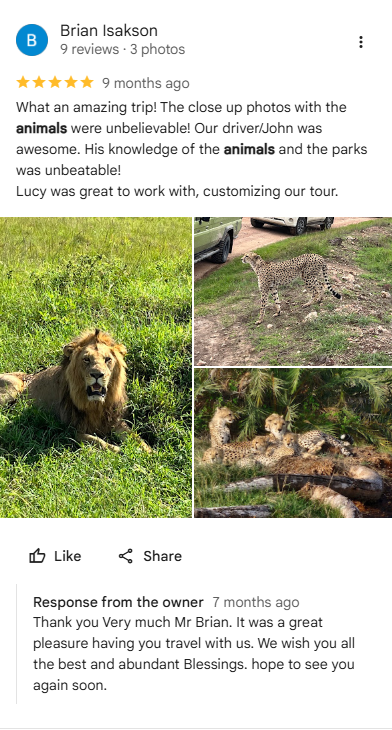 B
Brian Isakson
9 reviews · 3 photos
9 months ago
What an amazing trip! The close up photos with the
animals were unbelievable! Our driver/John was
awesome. His knowledge of the animals and the parks
was unbeatable!
Lucy was great to work with, customizing our tour.
Like
Share
Response from the owner 7 months ago
Thank you Very much Mr Brian. It was a great
pleasure having you travel with us. We wish you all
the best and abundant Blessings. hope to see you
again soon.